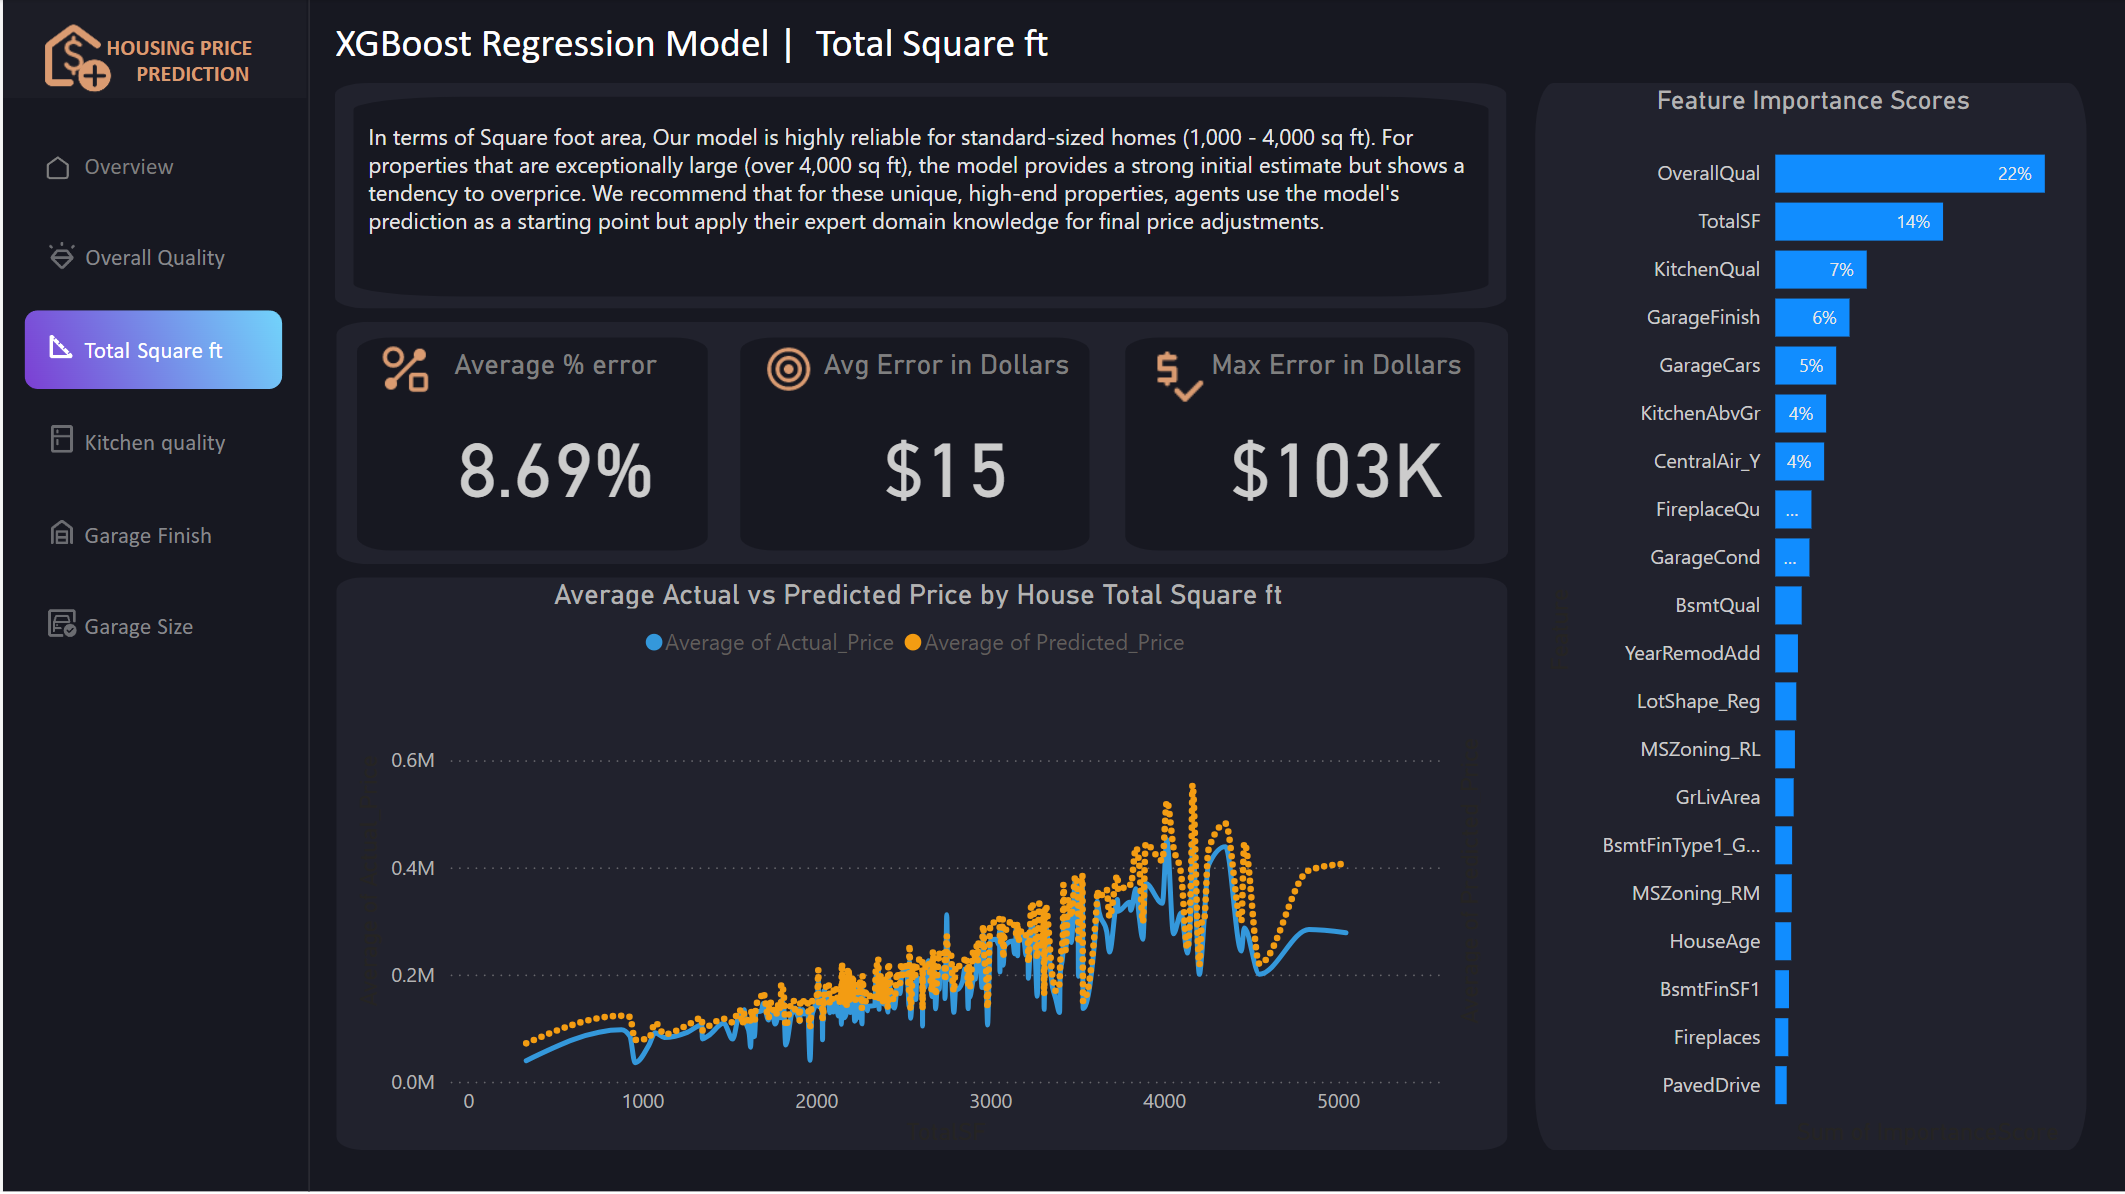 HOUSING PRICE
PREDICTION
Overview
Overall Quality
Total Square ft
Kitchen quality
Garage Finish
Garage Size
XGBoost Regression Model | Total Square ft
In terms of Square foot area, Our model is highly reliable for standard-sized homes (1,000 - 4,000 sq ft). For
properties that are exceptionally large (over 4,000 sq ft), the model provides a strong initial estimate but shows a
tendency to overprice. We recommend that for these unique, high-end properties, agents use the model's
prediction as a starting point but apply their expert domain knowledge for final price adjustments.
Average % error
8.69%
Avg Error in Dollars
$15
Max Error in Dollars
$103K
Average Actual vs Predicted Price by House Total Square ft
Average of Actual_Price Average of Predicted_Price
0.6M
0.4M
0.2M
0.0M
0 1000 2000 3000 4000 5000
Feature Importance Scores
OverallQual 22%
TotalSF 14%
KitchenQual 7%
GarageFinish 6%
GarageCars 5%
KitchenAbvGr 4%
CentralAir_Y 4%
FireplaceQu ...
GarageCond ...
BsmtQual
YearRemodAdd
LotShape_Reg
MSZoning_RL
GrLivArea
BsmtFinType1_G...
MSZoning_RM
HouseAge
BsmtFinSF1
Fireplaces
PavedDrive